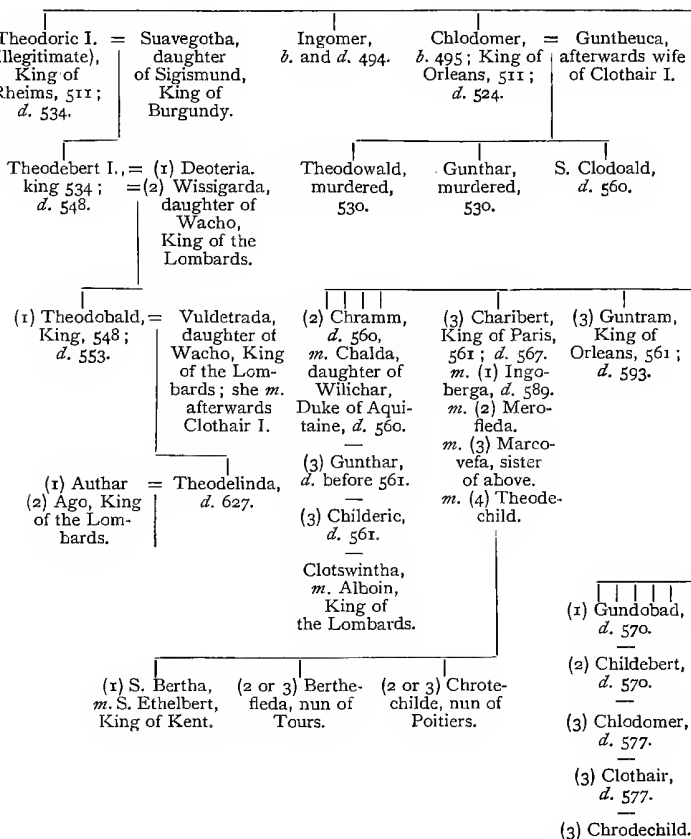 Theodoric I. =
Illegitimate),
King of
Rheims, 511;
d. 534.
Suavegotha,
daughter
of Sigismund,
King of
Burgundy.
Ingomer,
b. and d. 494.
Chlodomer, =
b. 495; King of
Orleans, 511;
d. 524.
Guntheuca,
afterwards wife
of Clothair I.
Theodebert I., = (1) Deoteria.
king 534; = (2) Wissigarda,
d. 548. daughter of
Wacho,
King of the
Lombards.
Theodowald,
murdered,
530.
Gunthar,
murdered,
530.
S. Clodoald,
d. 560.
(1) Theodobald, =
King, 548;
d. 553.
Vuldetrada,
daughter of
Wacho, King
of the Lom-
bards; she m.
afterwards
Clothair I.
(2) Chramm,
d. 560,
m. Chalda,
daughter of
Wilichar,
Duke of Aqui-
taine, d. 560.
—
(3) Gunthar,
d. before 561.
—
(3) Childeric,
d. 561.
—
Clotswintha,
m. Alboin,
King of
the Lombards.
(3) Charibert,
King of Paris,
561; d. 567.
m. (1) Ingo-
berga, d. 589.
m. (2) Mero-
fleda.
m. (3) Marco-
vefa, sister
of above.
m. (4) Theode-
child.
(3) Guntram,
King of
Orleans, 561;
d. 593.
(1) Authar =
(2) Ago, King
of the Lom-
bards.
Theodelinda,
d. 627.
(1) S. Bertha,
m. S. Ethelbert,
King of Kent.
(2 or 3) Berthe-
fleda, nun of
Tours.
(2 or 3) Chrote-
childe, nun of
Poitiers.
(1) Gundobad,
d. 570.
—
(2) Childebert,
d. 570.
—
(3) Chlodomer,
d. 577.
—
(3) Clothair,
d. 577.
—
(3) Chrodechild.